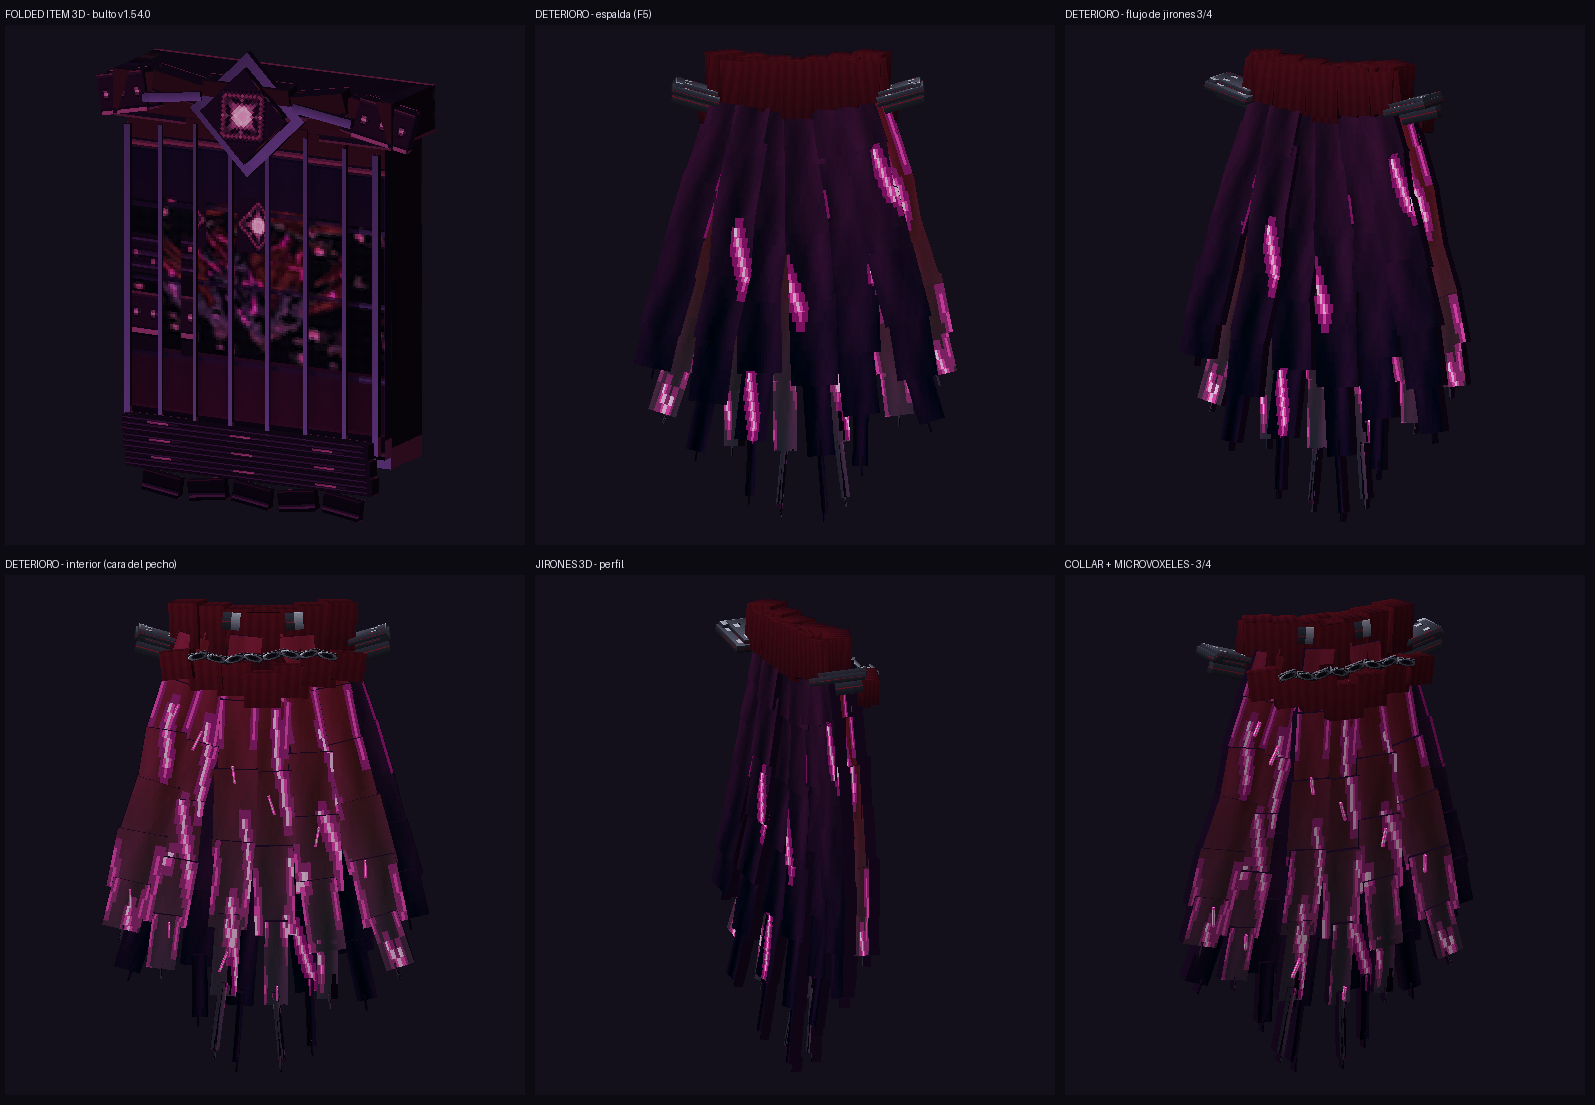 FOLDED ITEM 3D - bulto v1.54.0
DETERIORO - espalda (F5)
DETERIORO - flujo de jirones 3/4
DETERIORO - interior (cara del pecho)
JIRONES 3D - perfil
COLLAR + MICROVOXELES - 3/4